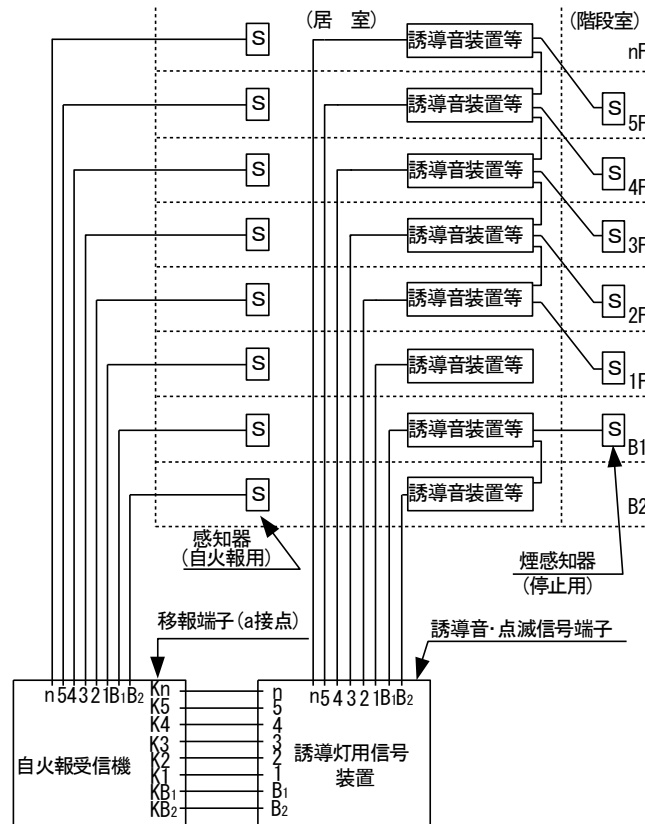 (居 室)
(階段室)
S
誘導音装置等
nF
S
誘導音装置等
S
5F
S
誘導音装置等
S
4F
S
誘導音装置等
S
3F
S
誘導音装置等
S
2F
S
誘導音装置等
S
1F
S
誘導音装置等
S
B1
S
誘導音装置等
B2
感知器
(自火報用)
煙感知器
(停止用)
移報端子(a接点)
誘導音・点滅信号端子
n54321B1B2
n54321B1B2
自火報受信機
Kn
K5
K4
K3
K2
K1
KB1
KB2
n
5
4
3
2
1
B1
B2
誘導灯用信号
装置